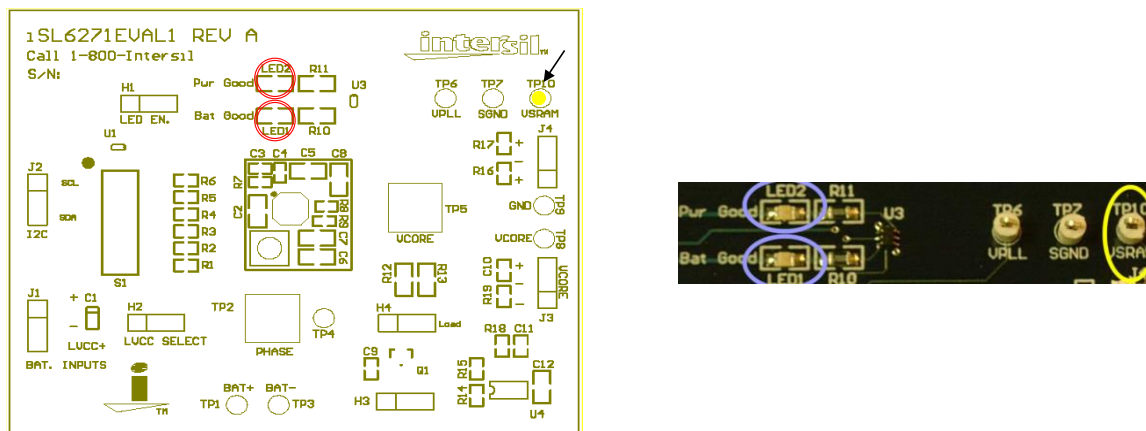 iSL6271EVAL1 REV A
Call 1-800-Intersil
S/N:
intersil TM
LED2 R11
Pwr Good
U3
H1
LED EN.
Bat Good
LED1 R10
TP6 TP7 TP10
VPLL SGND VSRAM
J4
R17 +
R16 -
U1
J2
SCL
SDA
I2C
R6
R5
R4
R3
R2
R1
S1
C3 C4 C5 C8
R7
C2
R8
R9
C7
C6
TP5
VCORE
GND TP9
VCORE TP8
R12 R13
C10 +
-
R19 + -
VCORE
J3
J1
+ C1
-
LVCC+
BAT. INPUTS
H2
LVCC SELECT
TP2
PHASE
TP4
H4
Load
R18 C11
C9
Q1
R15
R14
C12
U4
H3
TM
BAT+ BAT-
TP1 TP3
LED2 R11
Pwr Good
U3
Bat Good
LED1 R10
TP6 TP7 TP10
VPLL SGND VSRAM